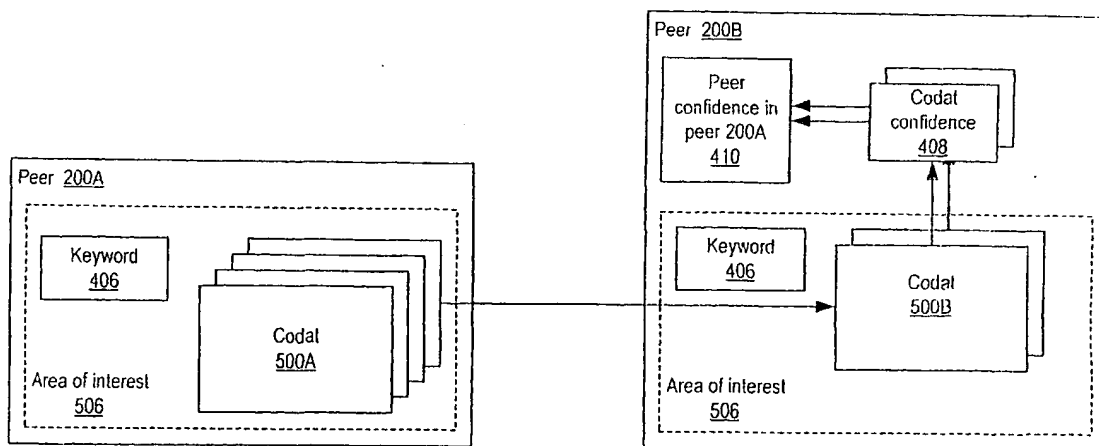 Peer 200A
Keyword
406
Codat
500A
Area of interest
506
Peer 200B
Peer
confidence in
peer 200A
410
Codat
confidence
408
Keyword
406
Codat
500B
Area of interest
506